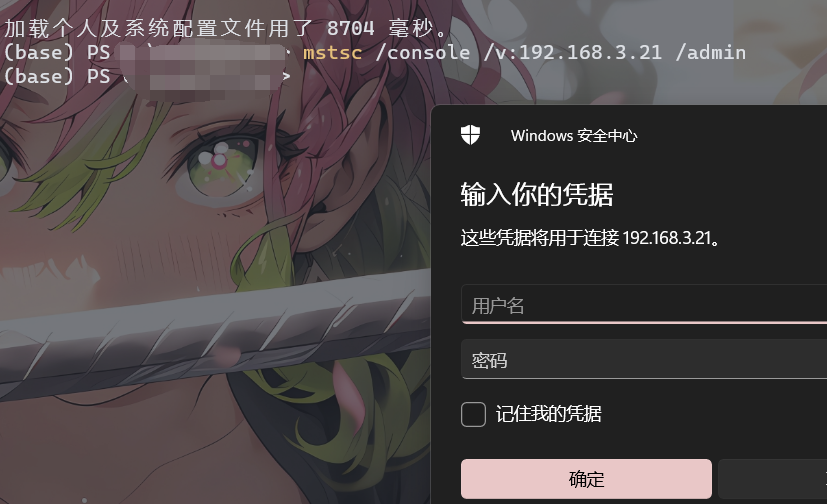 加载个人及系统配置文件用了 8704 毫秒。
(base) PS > mstsc /console /v:192.168.3.21 /admin
(base) PS >
Windows 安全中心
输入你的凭据
这些凭据将用于连接 192.168.3.21。
用户名
密码
记住我的凭据
确定